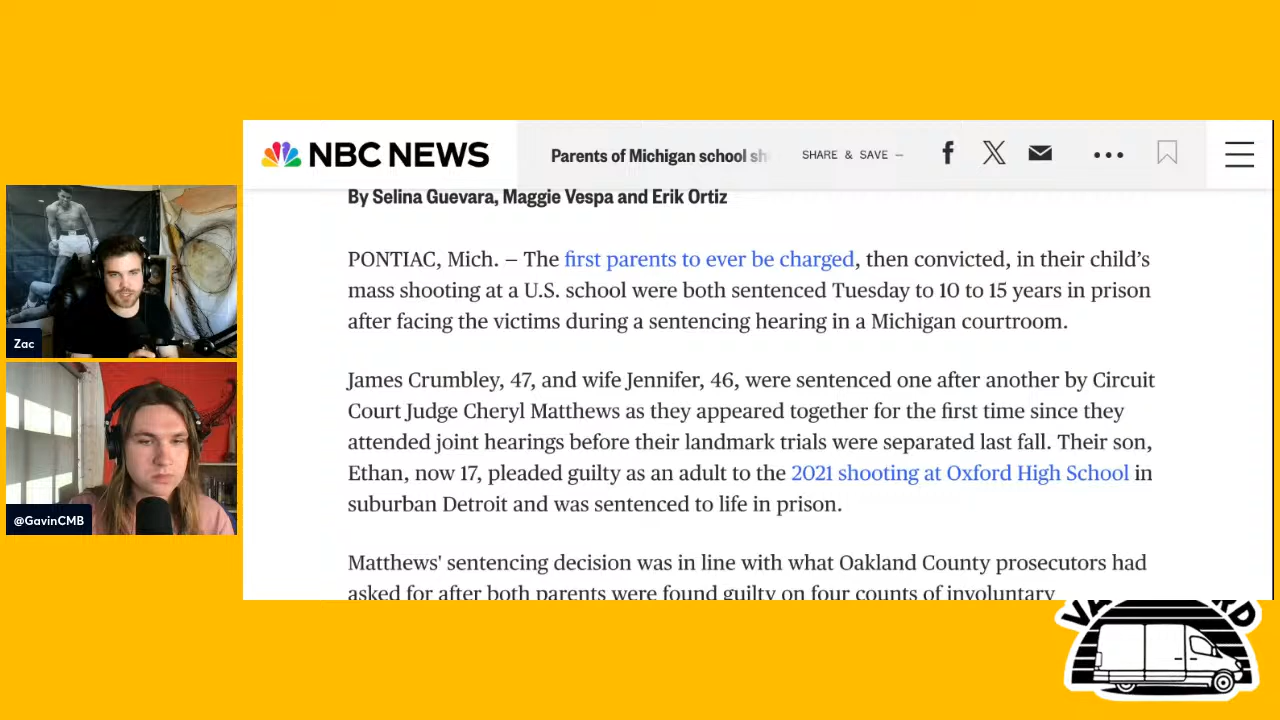 NBC NEWS
Parents of Michigan school sh
SHARE & SAVE —
By Selina Guevara, Maggie Vespa and Erik Ortiz
PONTIAC, Mich. — The first parents to ever be charged, then convicted, in their child’s
mass shooting at a U.S. school were both sentenced Tuesday to 10 to 15 years in prison
after facing the victims during a sentencing hearing in a Michigan courtroom.
James Crumbley, 47, and wife Jennifer, 46, were sentenced one after another by Circuit
Court Judge Cheryl Matthews as they appeared together for the first time since they
attended joint hearings before their landmark trials were separated last fall. Their son,
Ethan, now 17, pleaded guilty as an adult to the 2021 shooting at Oxford High School in
suburban Detroit and was sentenced to life in prison.
Matthews' sentencing decision was in line with what Oakland County prosecutors had
asked for after both parents were found guilty on four counts of involuntary
Zac
@GavinCMB